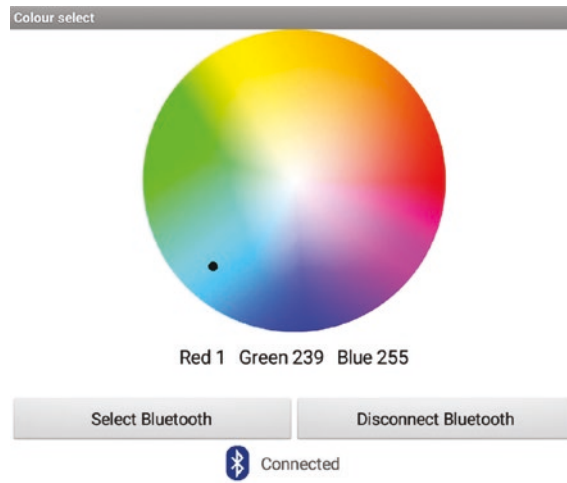 Colour select
Red 1 Green 239 Blue 255
Select Bluetooth Disconnect Bluetooth
Connected